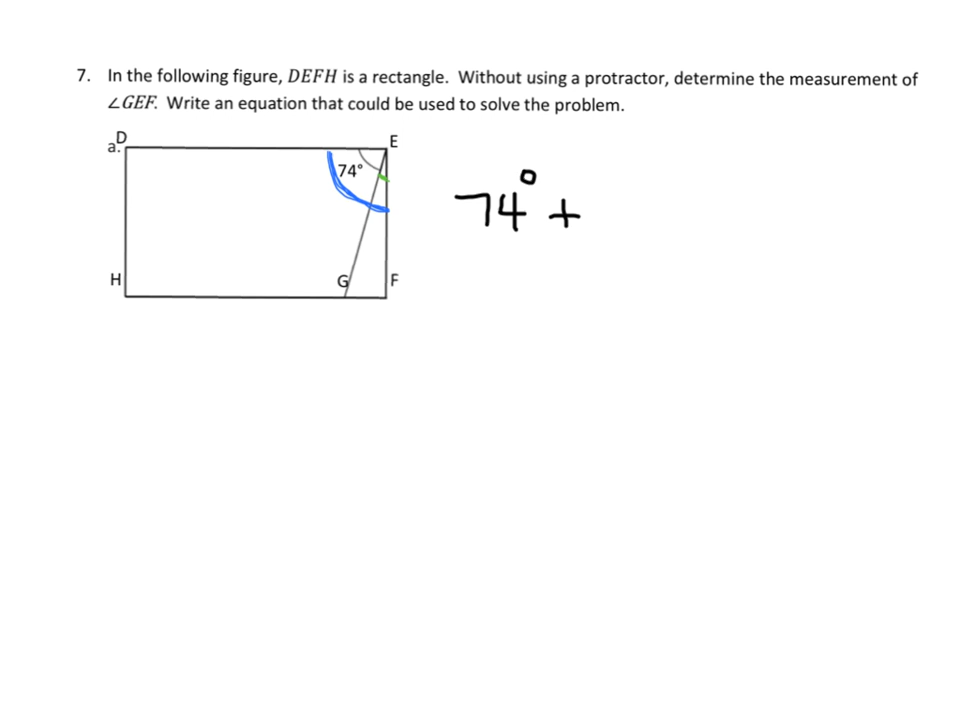 7. In the following figure, DEFH is a rectangle. Without using a protractor, determine the measurement of
∠GEF. Write an equation that could be used to solve the problem.
D
a.
E
74°
74° +
H
G
F